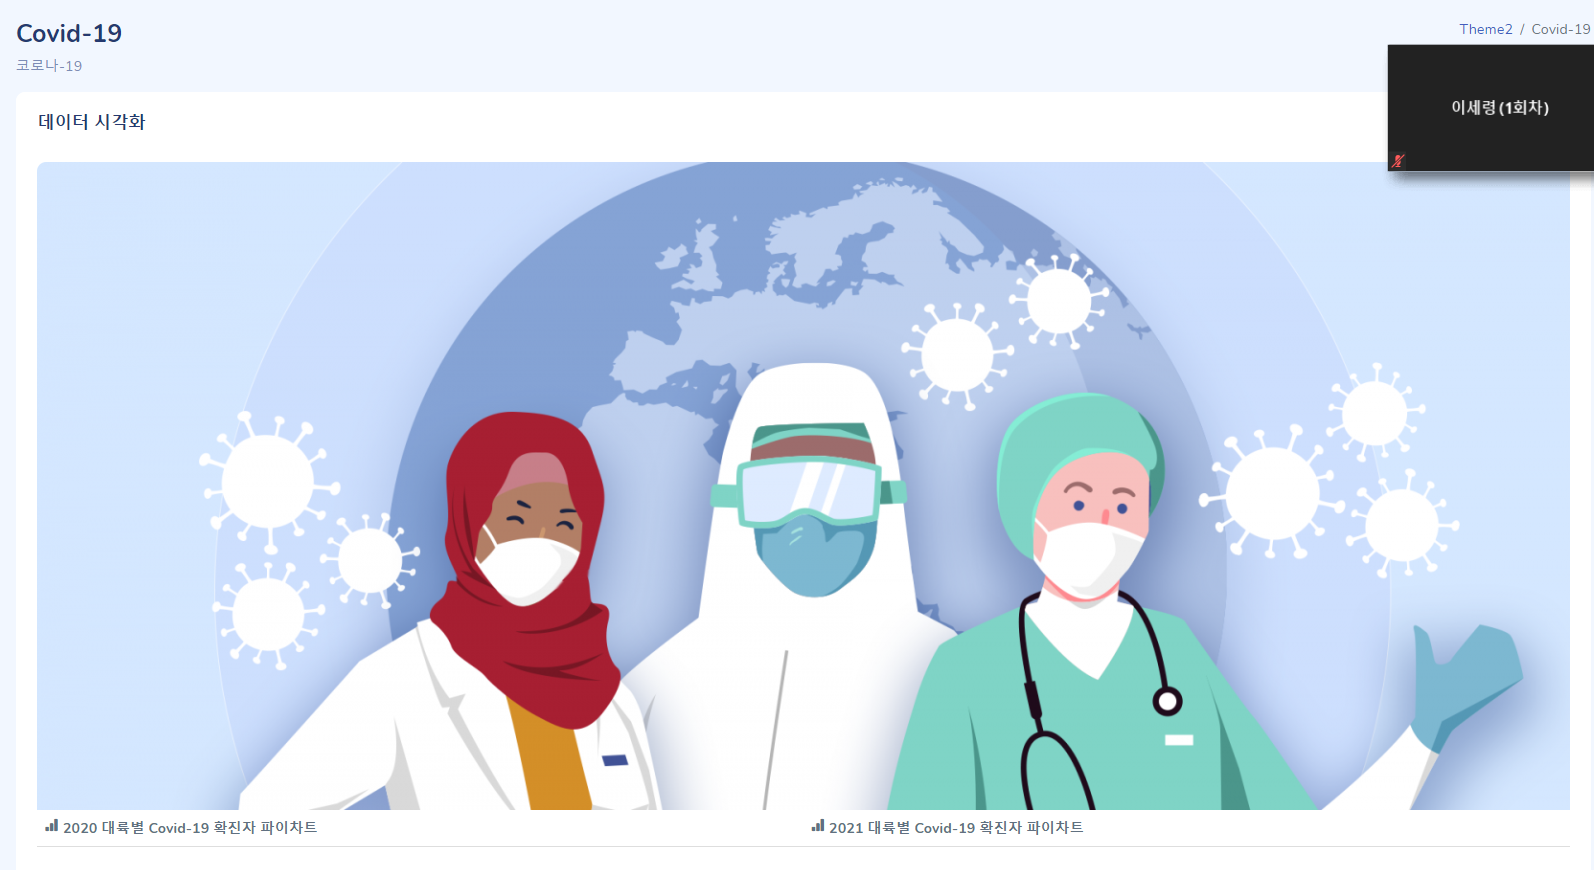 Covid-19
Theme2 / Covid-19
코로나-19
이세령(1회차)
데이터 시각화
2020 대륙별 Covid-19 확진자 파이차트
2021 대륙별 Covid-19 확진자 파이차트